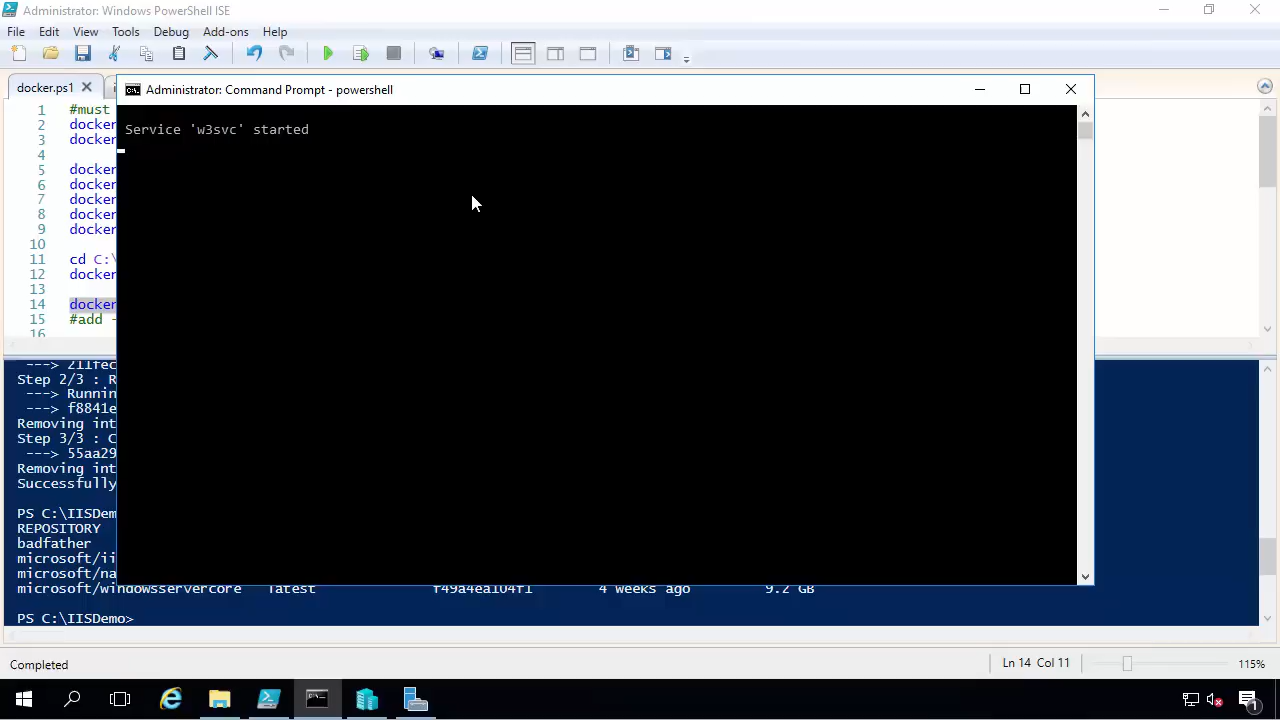 Administrator: Windows PowerShell ISE
File Edit View Tools Debug Add-ons Help
docker.ps1
Administrator: Command Prompt - powershell
Service 'w3svc' started
1 #must
2 docker
3 docker
4
5 docker
6 docker
7 docker
8 docker
9 docker
10
11 cd C:\
12 docker
13
14 docker
15 #add -
16
---> 211fec
Step 2/3 : R
---> Runnin
---> f8841e
Removing int
Step 3/3 : C
---> 55aa29
Removing int
Successfully
PS C:\IISDem
REPOSITORY
badfather
microsoft/ii
microsoft/na
microsoft/windowsservercore latest f49a4ea104f1 4 weeks ago 9.2 GB
PS C:\IISDemo>
Completed Ln 14 Col 11 115%
1